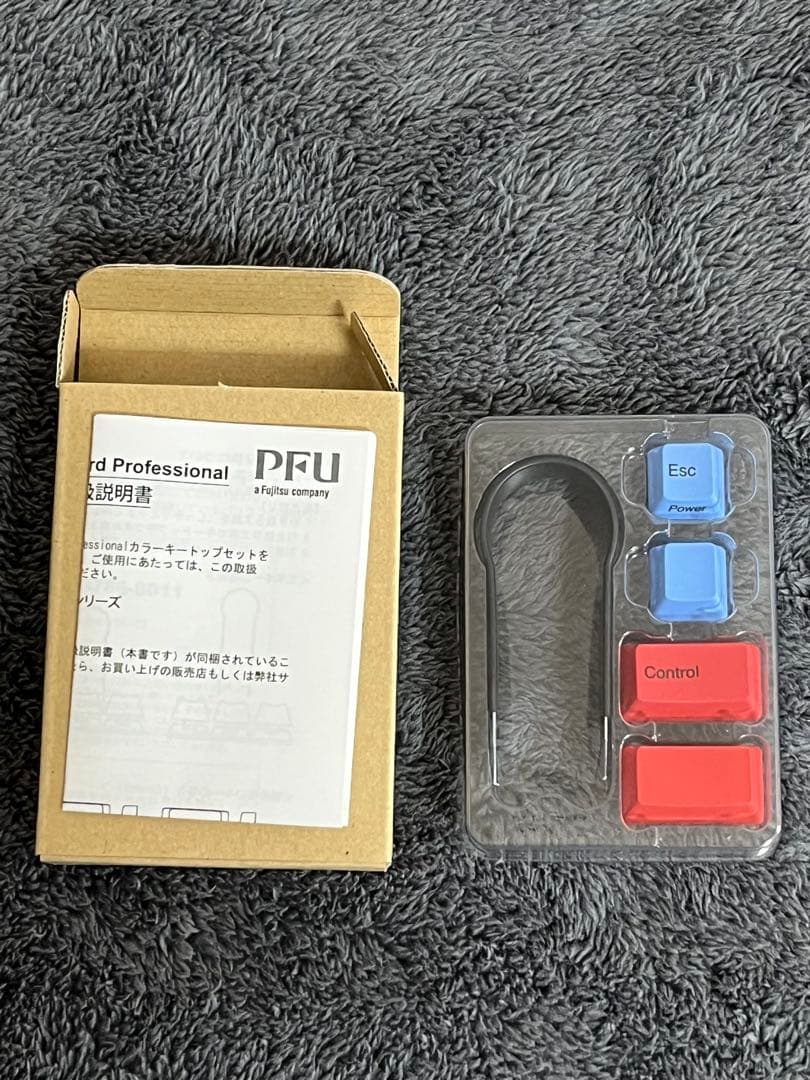 rd Professional
PFU
a Fujitsu company
扱説明書
essionalカラーキートップセットを
ご使用にあたっては、この取扱
ださい。
シリーズ
扱説明書（本書です）が同梱されているこ
ら、お買い上げの販売店もしくは弊社サ
Esc
Power
Control